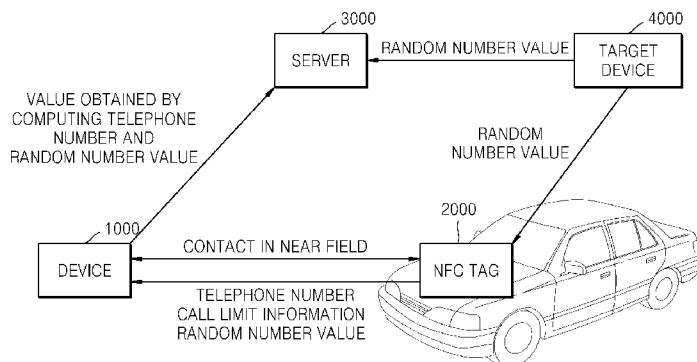 3000
SERVER
4000
TARGET
DEVICE
RANDOM NUMBER VALUE
VALUE OBTAINED BY
COMPUTING TELEPHONE
NUMBER AND
RANDOM NUMBER VALUE
RANDOM
NUMBER VALUE
1000
DEVICE
CONTACT IN NEAR FIELD
2000
NFC TAG
TELEPHONE NUMBER
CALL LIMIT INFORMATION
RANDOM NUMBER VALUE